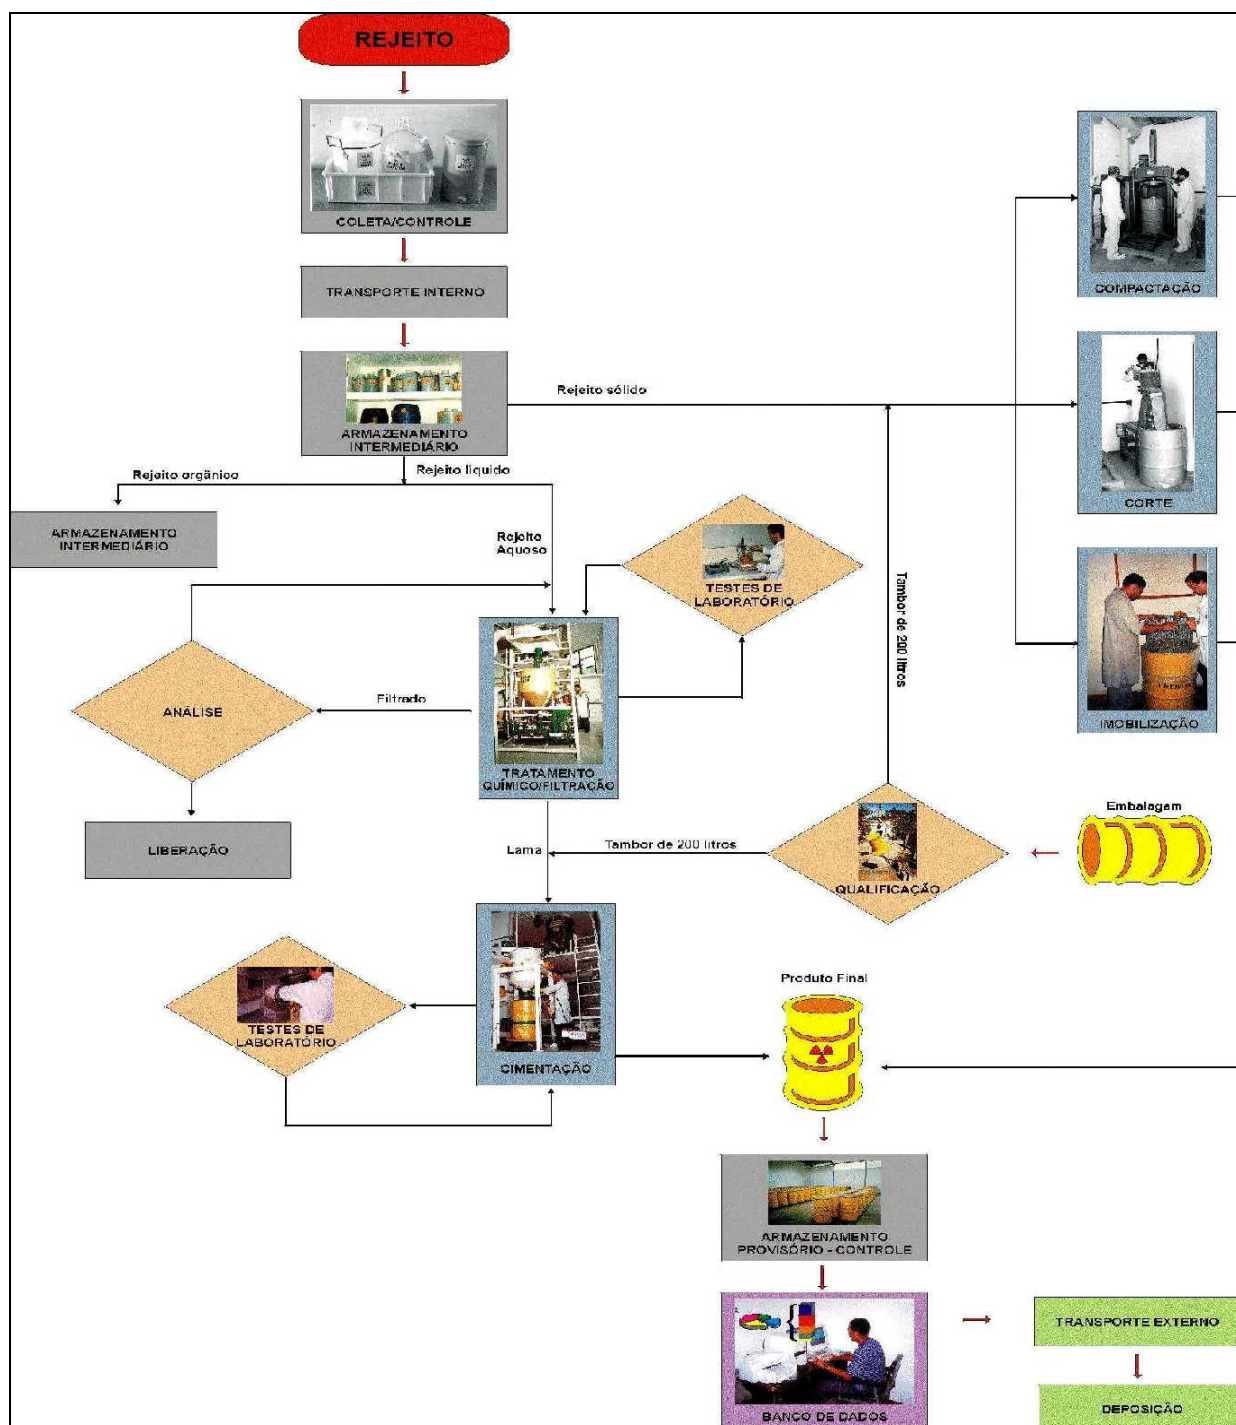 REJEITO
COLETA/CONTROLE
TRANSPORTE INTERNO
ARMAZENAMENTO
INTERMEDIÁRIO
Rejeito sólido
COMPACTAÇÃO
CORTE
IMOBILIZAÇÃO
Rejeito orgânico
Rejeito líquido
ARMAZENAMENTO
INTERMEDIÁRIO
Rejeito
Aquoso
TESTES DE
LABORATÓRIO
Tambor de 200 litros
ANÁLISE
Filtrado
TRATAMENTO
QUÍMICO/FILTRAÇÃO
LIBERAÇÃO
Lama
Tambor de 200 litros
QUALIFICAÇÃO
Embalagem
TESTES DE
LABORATÓRIO
CIMENTAÇÃO
Produto Final
ARMAZENAMENTO
PROVISÓRIO - CONTROLE
BANCO DE DADOS
TRANSPORTE EXTERNO
DEPOSIÇÃO